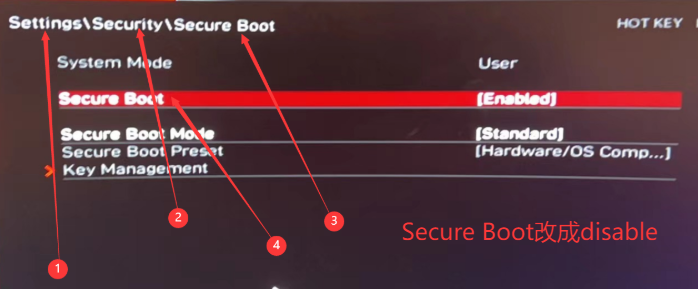 Settings\Security\Secure Boot
HOT KEY
System Mode User
Secure Boot [Enabled]
Secure Boot Mode [Standard]
Secure Boot Preset [Hardware/OS Comp...]
Key Management
2
3
4
Secure Boot改成disable
1